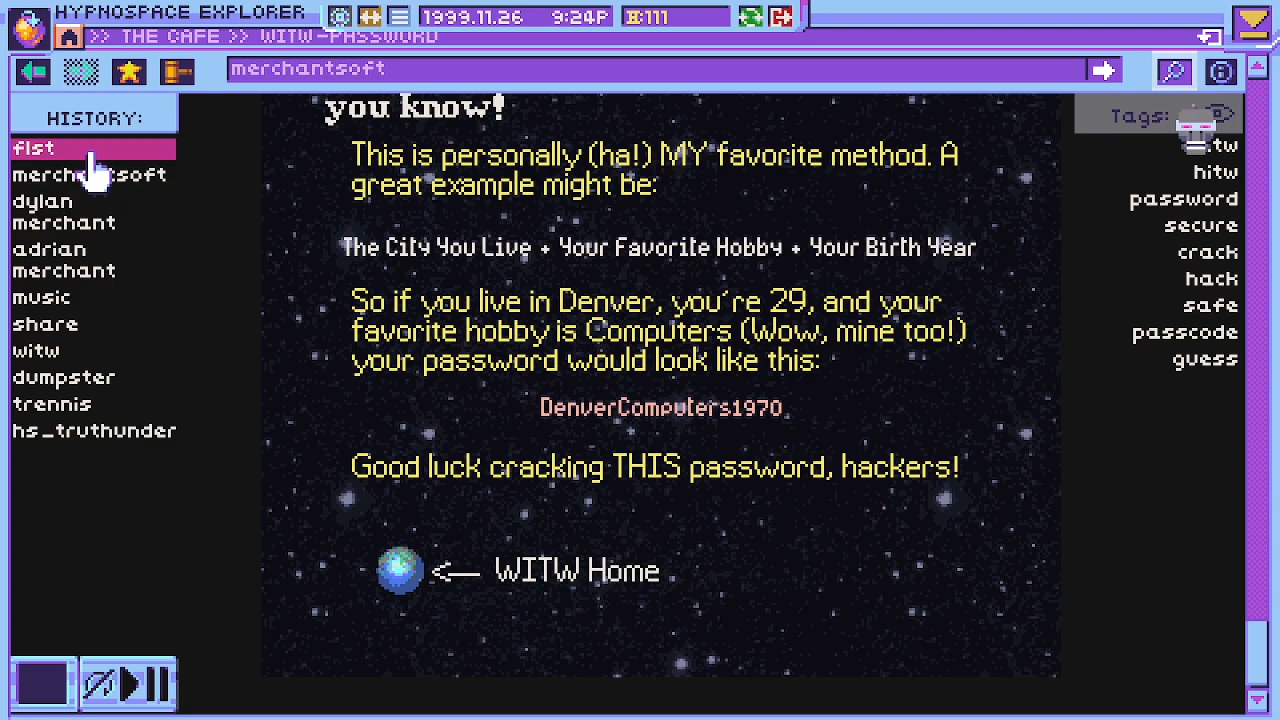 HYPNOSPACE EXPLORER
1999.11.26 9:24P
111
>> THE CAFE >> WITW-PASSWORD
merchantsoft
HISTORY:
flst
merchantsoft
dylan
merchant
adrian
merchant
music
share
witw
dumpster
trennis
hs_truthunder
you know!
This is personally (ha!) MY favorite method. A
great example might be:
The City You Live + Your Favorite Hobby + Your Birth Year
So if you live in Denver, you're 29, and your
favorite hobby is Computers (Wow, mine too!)
your password would look like this:
DenverComputers1970
Good luck cracking THIS password, hackers!
<-- WITW Home
Tags:
hitw
password
secure
crack
hack
safe
passcode
guess